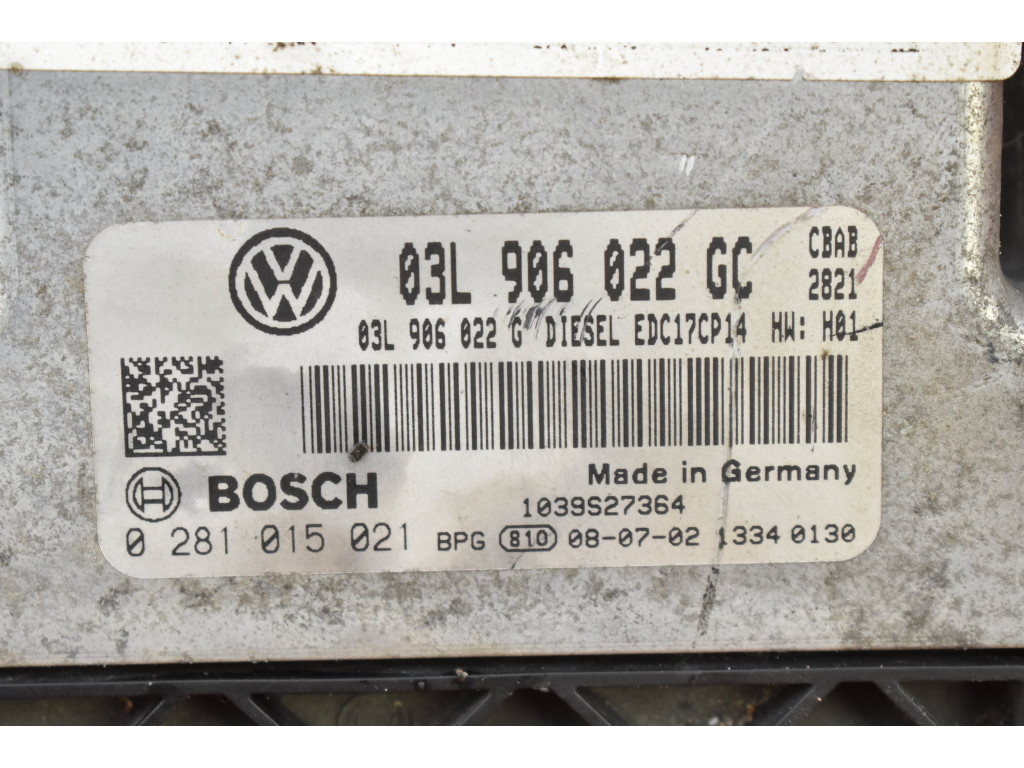 03L 906 022 GC
CBAB
2821
03L 906 022 G DIESEL EDC17CP14 HW: H01
BOSCH
Made in Germany
1039S27364
0 281 015 021 BPG 810 08-07-02 1334 0130